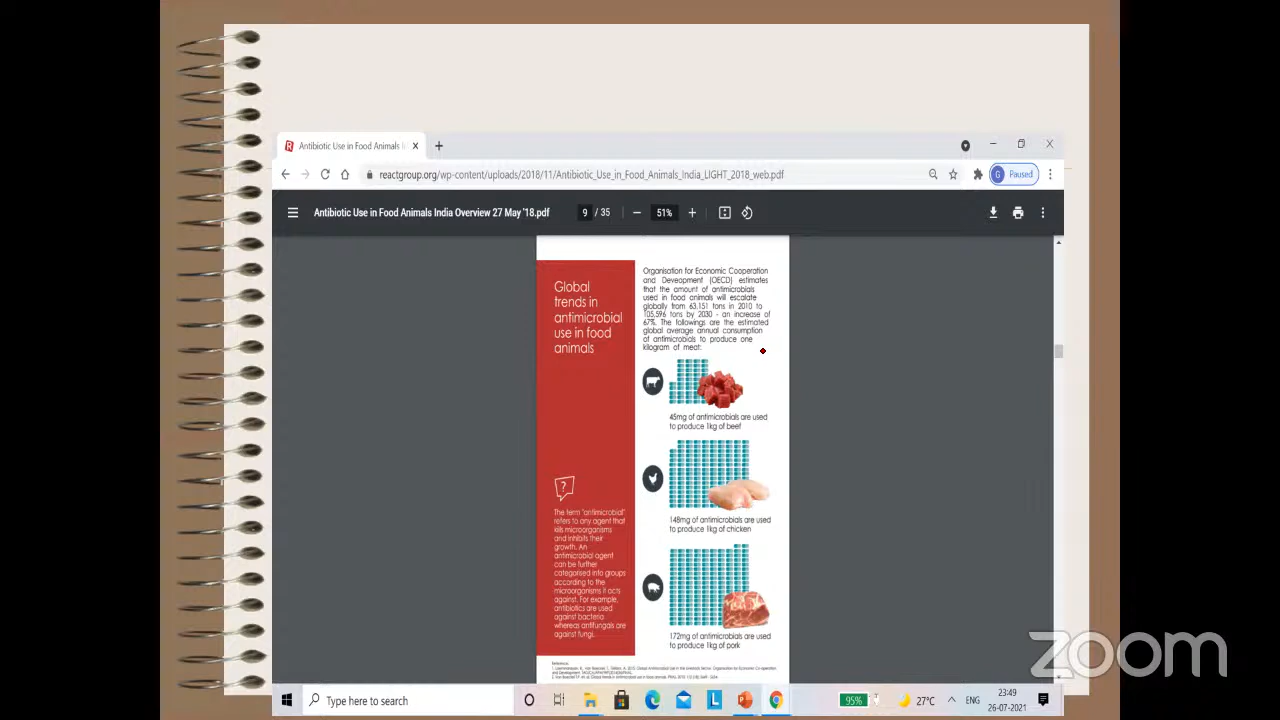 Antibiotic Use in Food Animals I
reactgroup.org/wp-content/uploads/2018/11/Antibiotic_Use_in_Food_Animals_India_LIGHT_2018_web.pdf
G Paused
Antibiotic Use in Food Animals India Overview 27 May '18.pdf
9 / 35
51%
Global
trends in
antimicrobial
use in food
animals
Organisation for Economic Cooperation
and Deveopment (OECD) estimates
that the amount of antimicrobials
used in food animals will escalate
globally from 63,151 tons in 2010 to
105,596 tons by 2030 - an increase of
67%. The followings are the estimated
global average annual consumption
of antimicrobials to produce one
kilogram of meat:
45mg of antimicrobials are used
to produce 1kg of beef
148mg of antimicrobials are used
to produce 1kg of chicken
172mg of antimicrobials are used
to produce 1kg of pork
?
The term "antimicrobial"
refers to any agent that
kills microorganisms
and inhibits their
growth. An
antimicrobial agent
can be further
categorised into groups
according to the
microorganisms it acts
against. For example,
antibiotics are used
against bacteria
whereas antifungals are
against fungi.
zoom
Type here to search
L
95%
27°C
ENG
23:49
26-07-2021